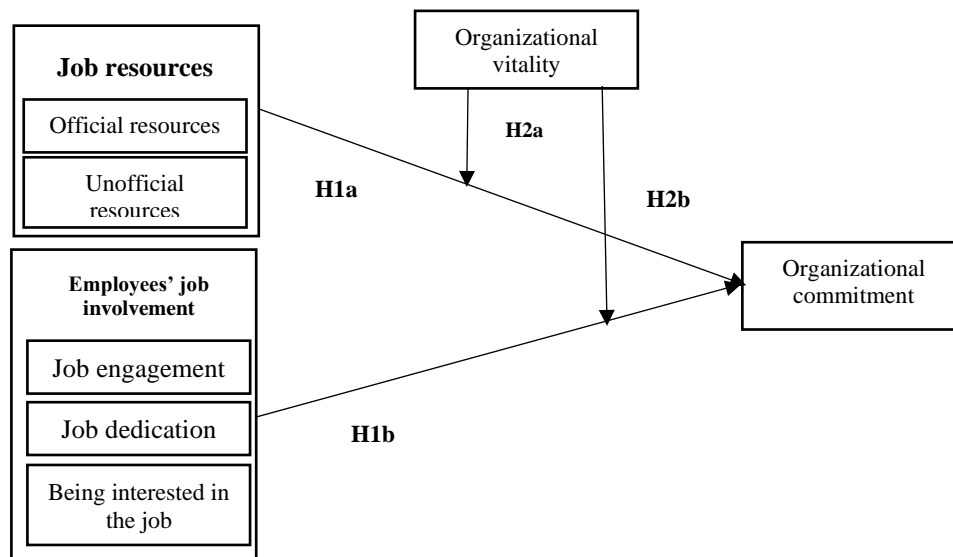 Job resources
Official resources
Unofficial
resources
Organizational
vitality
H2a
H1a
H2b
Employees’ job
involvement
Job engagement
Job dedication
Being interested in
the job
H1b
Organizational
commitment